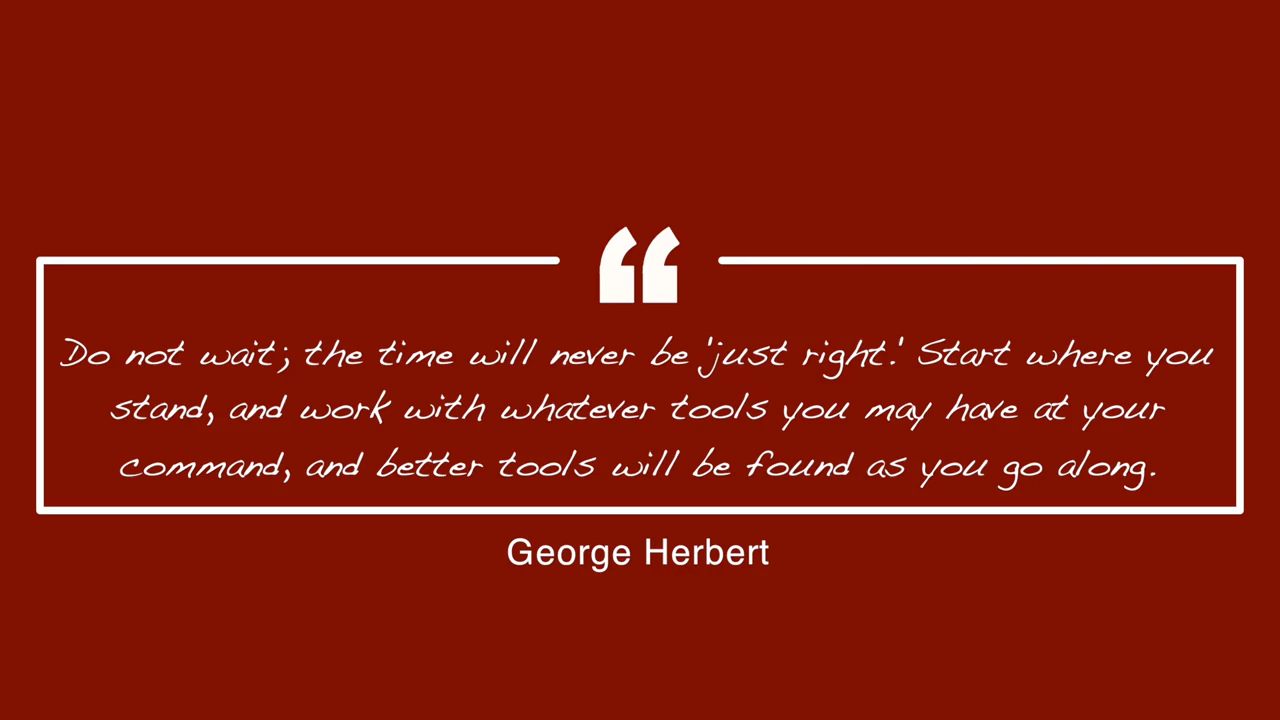 “
Do not wait; the time will never be 'just right.' Start where you
stand, and work with whatever tools you may have at your
command, and better tools will be found as you go along.
George Herbert